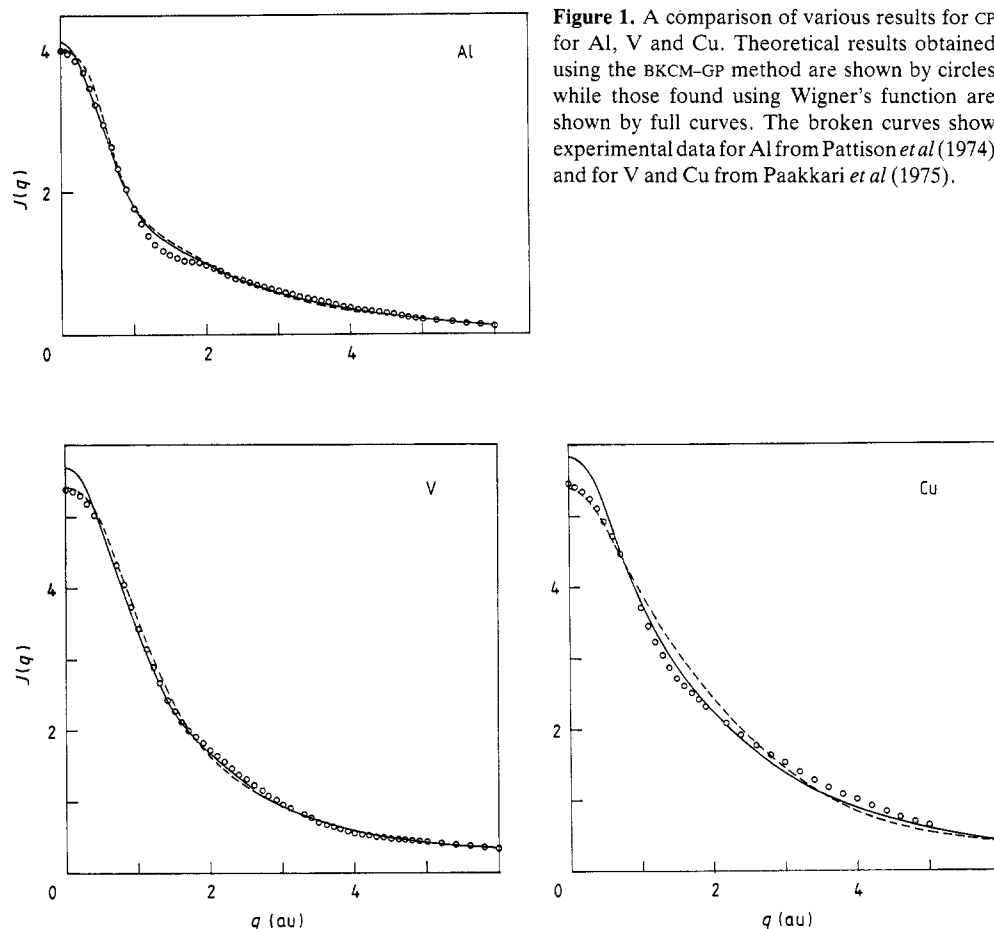 Figure 1. A comparison of various results for CP
for Al, V and Cu. Theoretical results obtained
using the BKCM–GP method are shown by circles
while those found using Wigner's function are
shown by full curves. The broken curves show
experimental data for Al from Pattison et al (1974)
and for V and Cu from Paakkari et al (1975).
Al
4
2
J(q)
0
2
4
V
4
2
J(q)
0
2
4
q (au)
Cu
4
2
0
2
4
q (au)